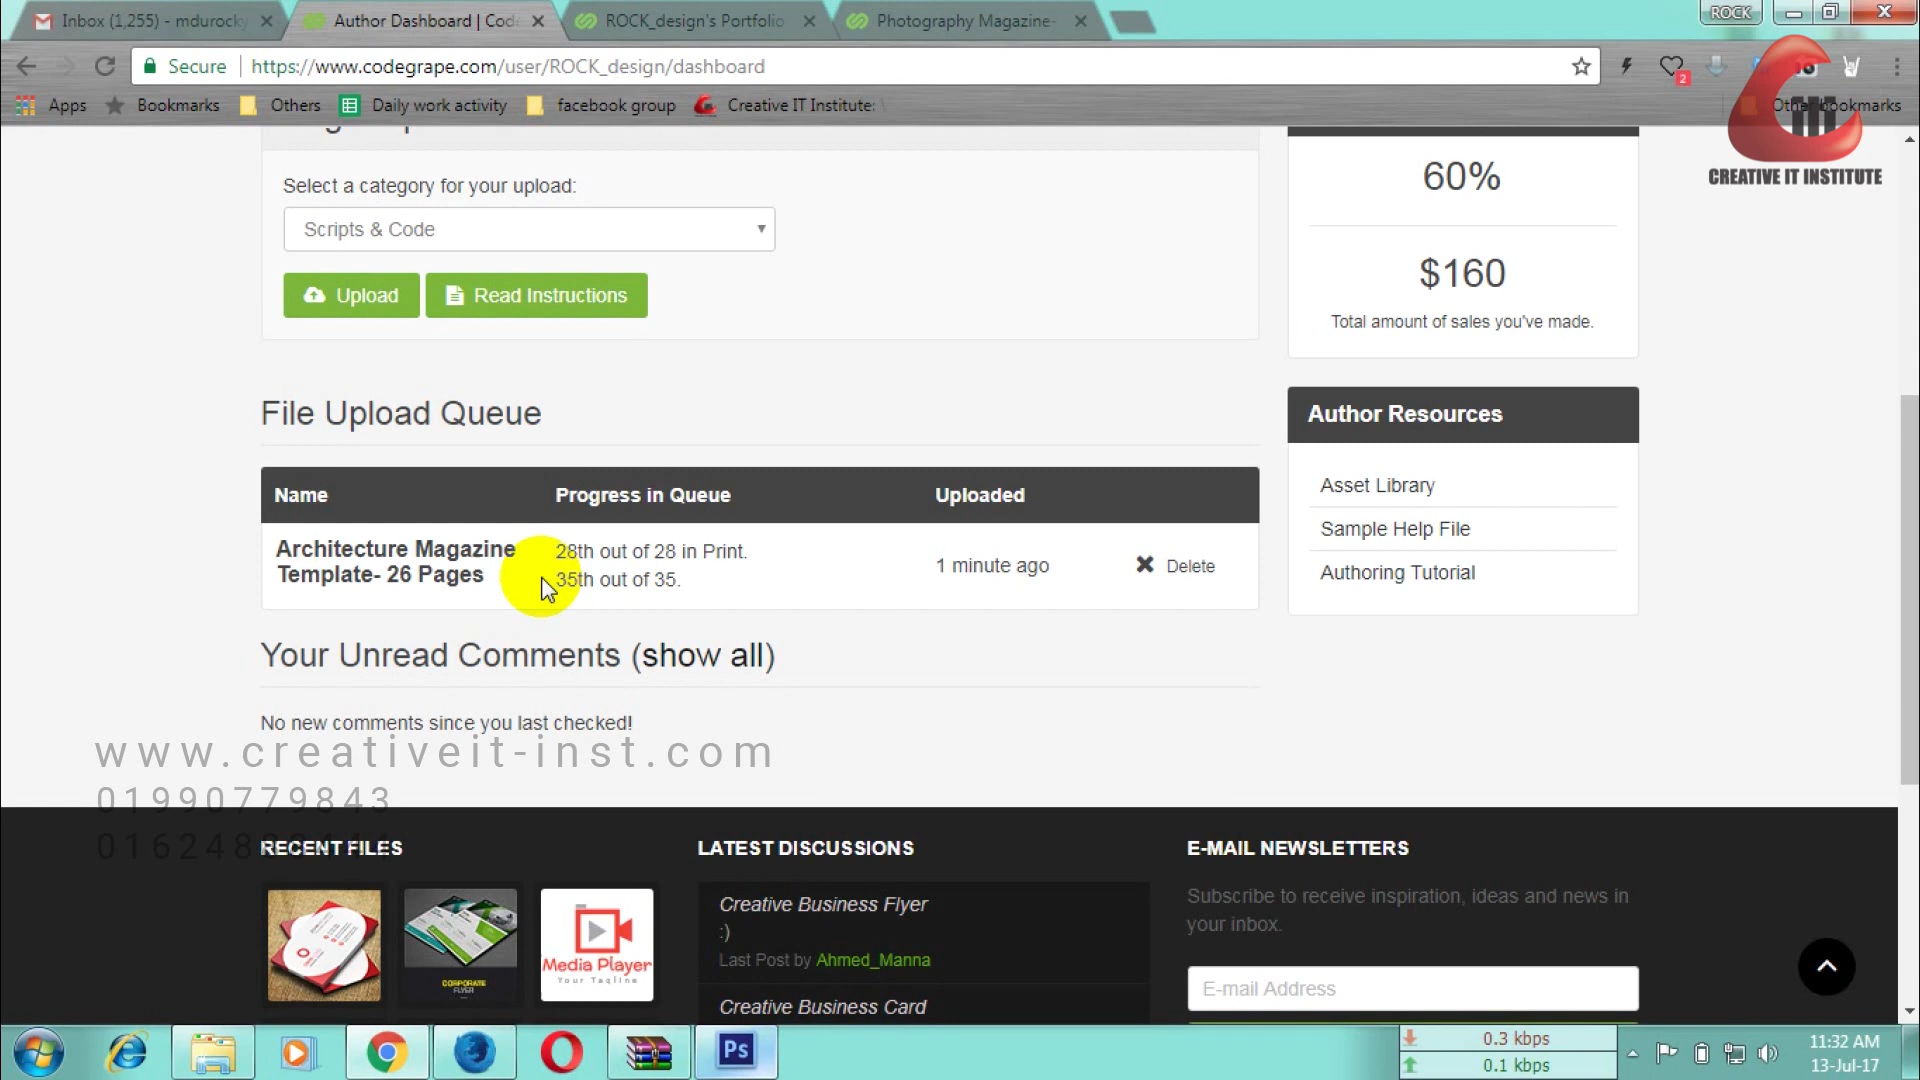 Inbox (1,255) - mdurocky
Author Dashboard | Cod
ROCK_design's Portfolio
Photography Magazine-
ROCK
Secure
https://www.codegrape.com/user/ROCK_design/dashboard
2
Apps
Bookmarks
Others
Daily work activity
facebook group
Creative IT Institute: \
Other bookmarks
CREATIVE IT INSTITUTE
Select a category for your upload:
Scripts & Code
Upload
Read Instructions
60%
$160
Total amount of sales you've made.
File Upload Queue
Name
Progress in Queue
Uploaded
Architecture Magazine
Template- 26 Pages
28th out of 28 in Print.
35th out of 35.
1 minute ago
Delete
Author Resources
Asset Library
Sample Help File
Authoring Tutorial
Your Unread Comments (show all)
No new comments since you last checked!
www.creativeit-inst.com
01990779843
RECENT FILES
Media Player
Your Tagline
CORPORATE
FLYER
LATEST DISCUSSIONS
Creative Business Flyer
:)
Last Post by Ahmed_Manna
Creative Business Card
E-MAIL NEWSLETTERS
Subscribe to receive inspiration, ideas and news in
your inbox.
E-mail Address
Ps
0.3 kbps
0.1 kbps
11:32 AM
13-Jul-17